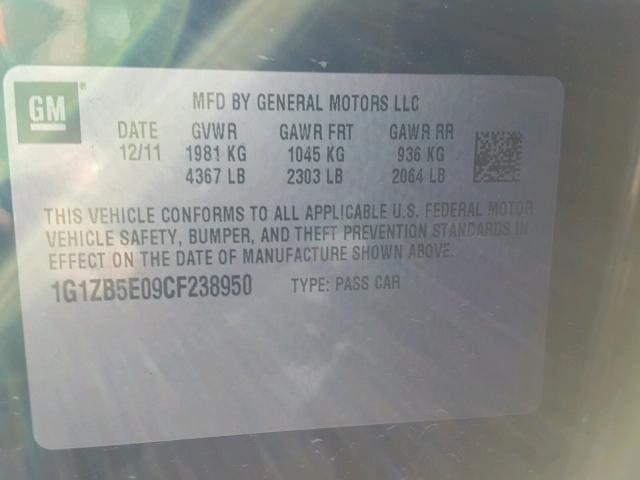 GM
MFD BY GENERAL MOTORS LLC
DATE GVWR GAWR FRT GAWR RR
12/11 1981 KG 1045 KG 936 KG
4367 LB 2303 LB 2064 LB
THIS VEHICLE CONFORMS TO ALL APPLICABLE U.S. FEDERAL MOTOR
VEHICLE SAFETY, BUMPER, AND THEFT PREVENTION STANDARDS IN
EFFECT ON THE DATE OF MANUFACTURE SHOWN ABOVE.
1G1ZB5E09CF238950 TYPE: PASS CAR